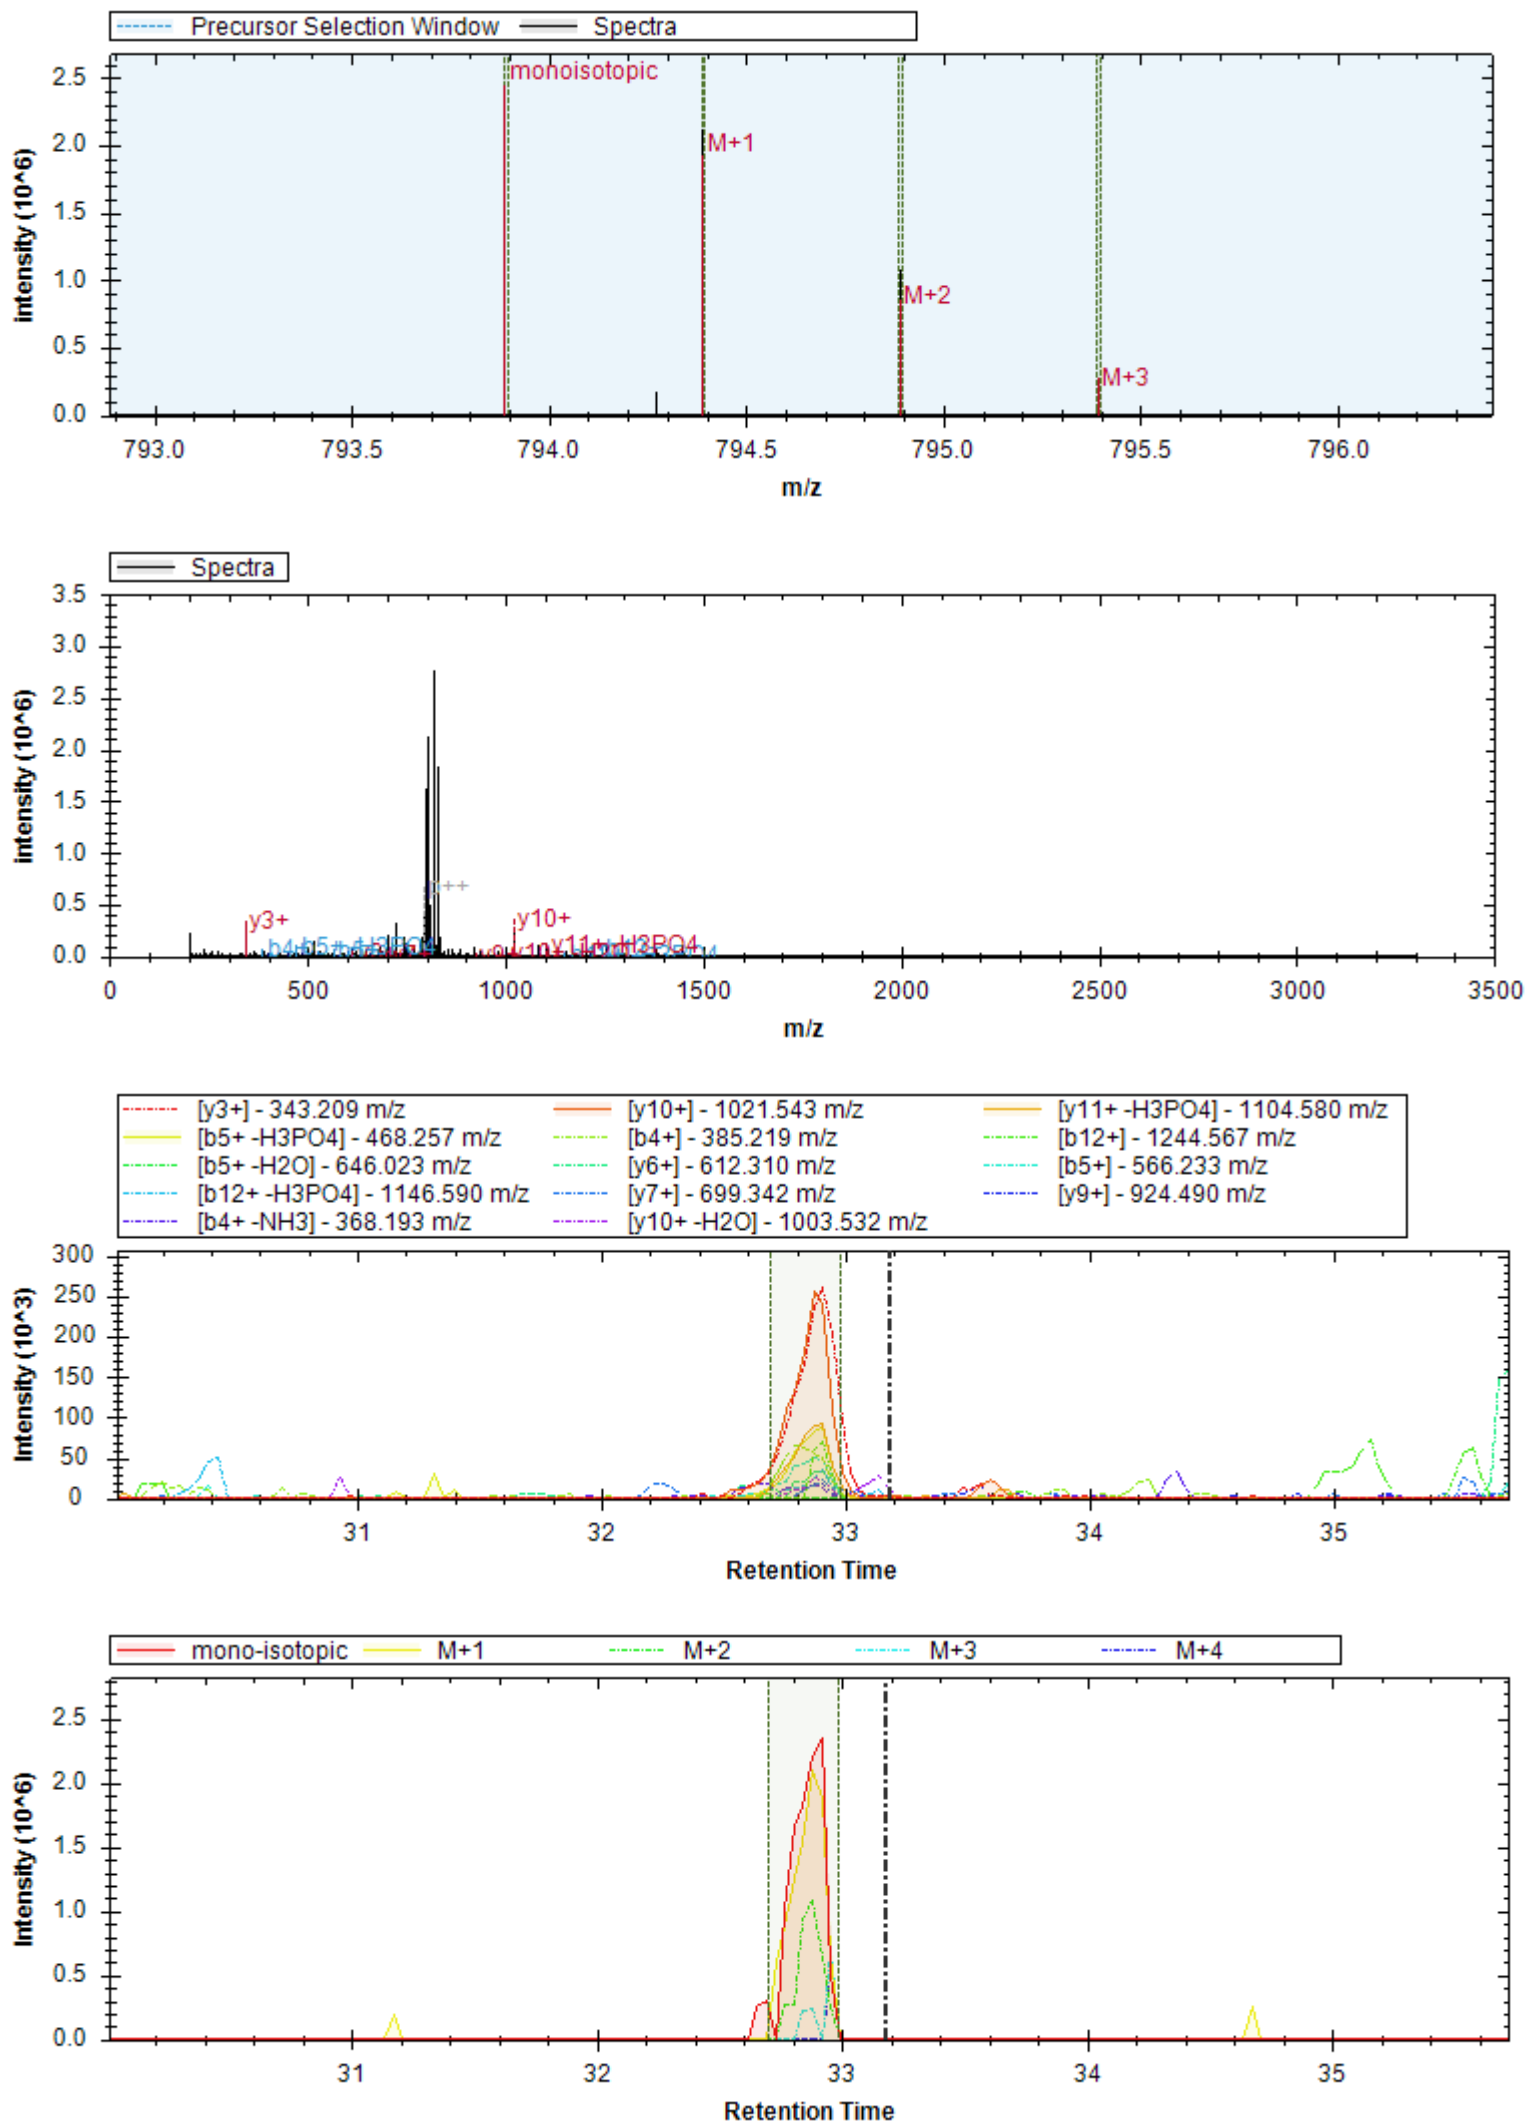 Precursor Selection Window Spectra
intensity (10^6)
2.5
2.0
1.5
1.0
0.5
0.0
monoisotopic
M+1
M+2
M+3
793.0 793.5 794.0 794.5 795.0 795.5 796.0
m/z
Spectra
intensity (10^6)
3.5
3.0
2.5
2.0
1.5
1.0
0.5
0.0
y3+
y10+
0 500 1000 1500 2000 2500 3000 3500
m/z
[y3+] - 343.209 m/z [y10+] - 1021.543 m/z [y11+ -H3PO4] - 1104.580 m/z
[b5+ -H3PO4] - 468.257 m/z [b4+] - 385.219 m/z [b12+] - 1244.567 m/z
[b5+ -H2O] - 646.023 m/z [y6+] - 612.310 m/z [b5+] - 566.233 m/z
[b12+ -H3PO4] - 1146.590 m/z [y7+] - 699.342 m/z [y9+] - 924.490 m/z
[b4+ -NH3] - 368.193 m/z [y10+ -H2O] - 1003.532 m/z
Intensity (10^3)
300
250
200
150
100
50
0
31 32 33 34 35
Retention Time
mono-isotopic M+1 M+2 M+3 M+4
Intensity (10^6)
2.5
2.0
1.5
1.0
0.5
0.0
31 32 33 34 35
Retention Time